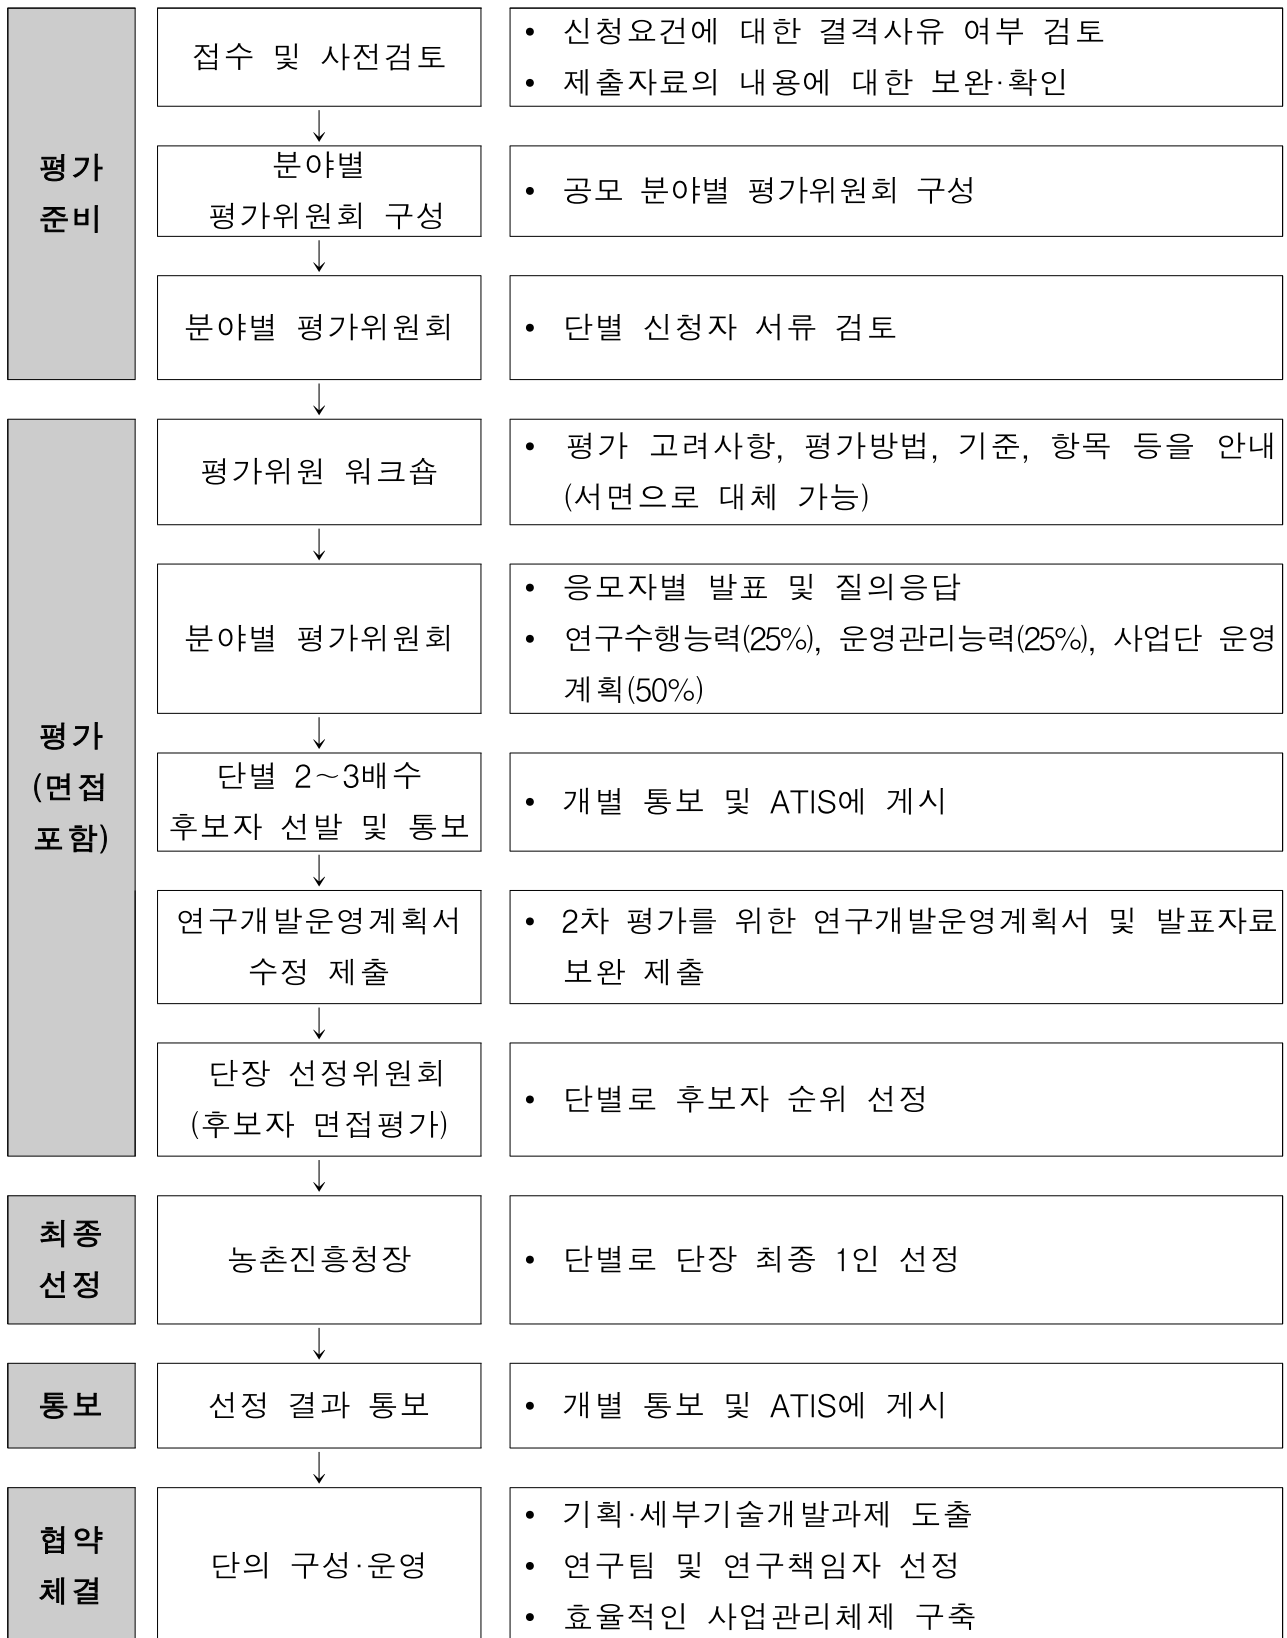 평가
준비
접수 및 사전검토
• 신청요건에 대한 결격사유 여부 검토
• 제출자료의 내용에 대한 보완·확인
분야별
평가위원회 구성
• 공모 분야별 평가위원회 구성
분야별 평가위원회
• 단별 신청자 서류 검토
평가
(면접
포함)
평가위원 워크숍
• 평가 고려사항, 평가방법, 기준, 항목 등을 안내
(서면으로 대체 가능)
분야별 평가위원회
• 응모자별 발표 및 질의응답
• 연구수행능력(25%), 운영관리능력(25%), 사업단 운영
계획(50%)
단별 2~3배수
후보자 선발 및 통보
• 개별 통보 및 ATIS에 게시
연구개발운영계획서
수정 제출
• 2차 평가를 위한 연구개발운영계획서 및 발표자료
보완 제출
단장 선정위원회
(후보자 면접평가)
• 단별로 후보자 순위 선정
최종
선정
농촌진흥청장
• 단별로 단장 최종 1인 선정
통보
선정 결과 통보
• 개별 통보 및 ATIS에 게시
협약
체결
단의 구성·운영
• 기획·세부기술개발과제 도출
• 연구팀 및 연구책임자 선정
• 효율적인 사업관리체제 구축